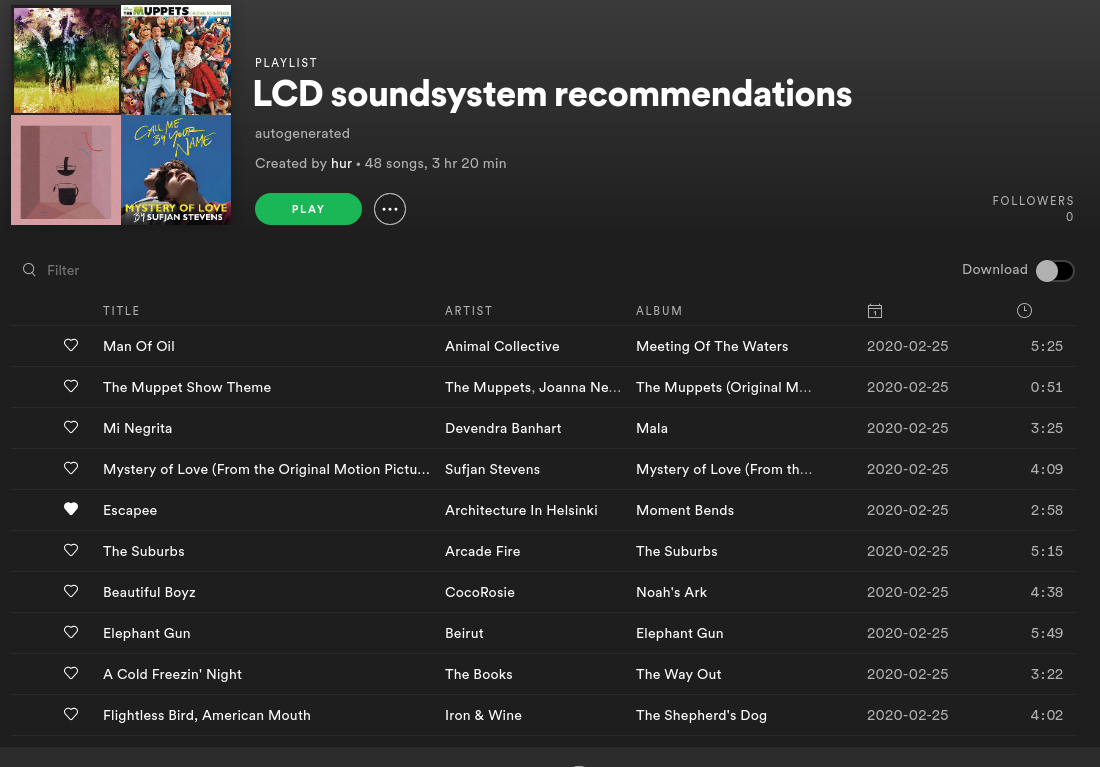 THE MUPPETS
CALL ME
BY YOUR
NAME
MYSTERY OF LOVE
BY SUFJAN STEVENS
PLAYLIST
LCD soundsystem recommendations
autogenerated
Created by hur • 48 songs, 3 hr 20 min
PLAY
FOLLOWERS
0
Filter
Download
TITLE ARTIST ALBUM
Man Of Oil Animal Collective Meeting Of The Waters 2020-02-25 5:25
The Muppet Show Theme The Muppets, Joanna Ne... The Muppets (Original M... 2020-02-25 0:51
Mi Negrita Devendra Banhart Mala 2020-02-25 3:25
Mystery of Love (From the Original Motion Pictu... Sufjan Stevens Mystery of Love (From th... 2020-02-25 4:09
Escapee Architecture In Helsinki Moment Bends 2020-02-25 2:58
The Suburbs Arcade Fire The Suburbs 2020-02-25 5:15
Beautiful Boyz CocoRosie Noah's Ark 2020-02-25 4:38
Elephant Gun Beirut Elephant Gun 2020-02-25 5:49
A Cold Freezin' Night The Books The Way Out 2020-02-25 3:22
Flightless Bird, American Mouth Iron & Wine The Shepherd's Dog 2020-02-25 4:02